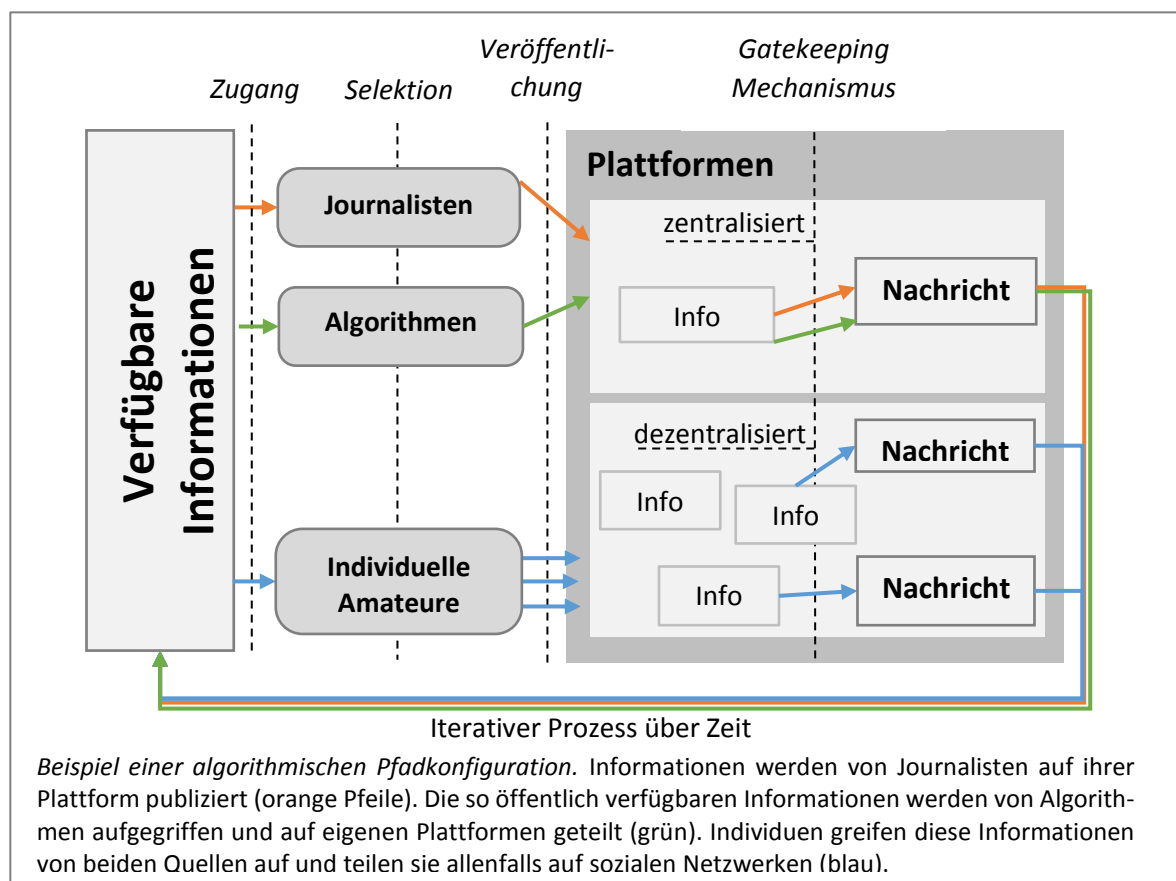 Veröffentli-
chung
Gatekeeping
Mechanismus
Zugang
Selektion
Verfügbare
Informationen
Journalisten
Algorithmen
Individuelle
Amateure
Plattformen
zentralisiert
Info
Nachricht
dezentralisiert
Nachricht
Info
Info
Info
Nachricht
Iterativer Prozess über Zeit
Beispiel einer algorithmischen Pfadkonfiguration. Informationen werden von Journalisten auf ihrer
Plattform publiziert (orange Pfeile). Die so öffentlich verfügbaren Informationen werden von Algorith-
men aufgegriffen und auf eigenen Plattformen geteilt (grün). Individuen greifen diese Informationen
von beiden Quellen auf und teilen sie allenfalls auf sozialen Netzwerken (blau).